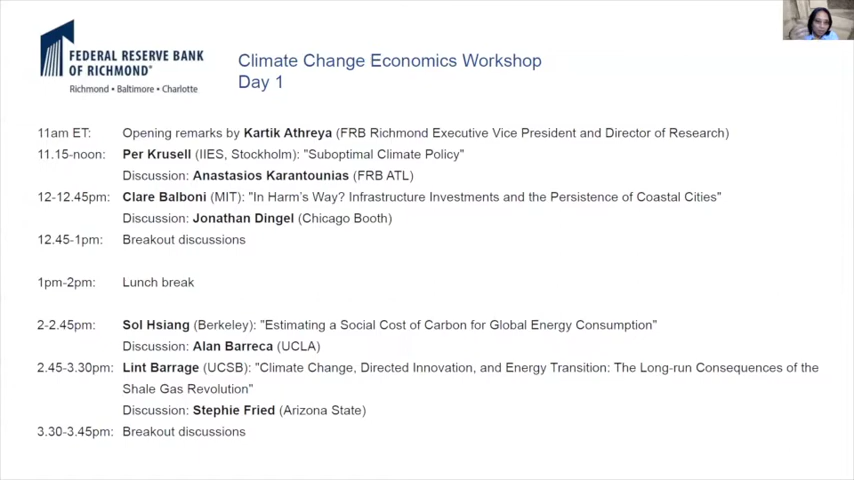 FEDERAL RESERVE BANK
OF RICHMOND®
Richmond • Baltimore • Charlotte
Climate Change Economics Workshop
Day 1
11am ET: Opening remarks by Kartik Athreya (FRB Richmond Executive Vice President and Director of Research)
11.15-noon: Per Krusell (IIES, Stockholm): "Suboptimal Climate Policy"
Discussion: Anastasios Karantounias (FRB ATL)
12-12.45pm: Clare Balboni (MIT): "In Harm's Way? Infrastructure Investments and the Persistence of Coastal Cities"
Discussion: Jonathan Dingel (Chicago Booth)
12.45-1pm: Breakout discussions
1pm-2pm: Lunch break
2-2.45pm: Sol Hsiang (Berkeley): "Estimating a Social Cost of Carbon for Global Energy Consumption"
Discussion: Alan Barreca (UCLA)
2.45-3.30pm: Lint Barrage (UCSB): "Climate Change, Directed Innovation, and Energy Transition: The Long-run Consequences of the
Shale Gas Revolution"
Discussion: Stephie Fried (Arizona State)
3.30-3.45pm: Breakout discussions